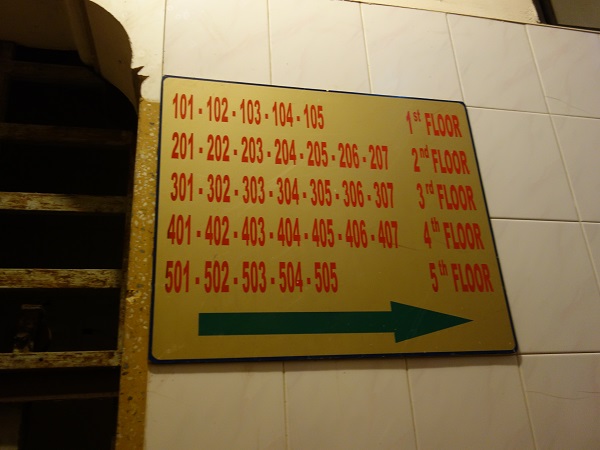 101 - 102 - 103 - 104 - 105 1st FLOOR
201 - 202 - 203 - 204 - 205 - 206 - 207 2nd FLOOR
301 - 302 - 303 - 304 - 305 - 306 - 307 3rd FLOOR
401 - 402 - 403 - 404 - 405 - 406 - 407 4th FLOOR
501 - 502 - 503 - 504 - 505 5th FLOOR